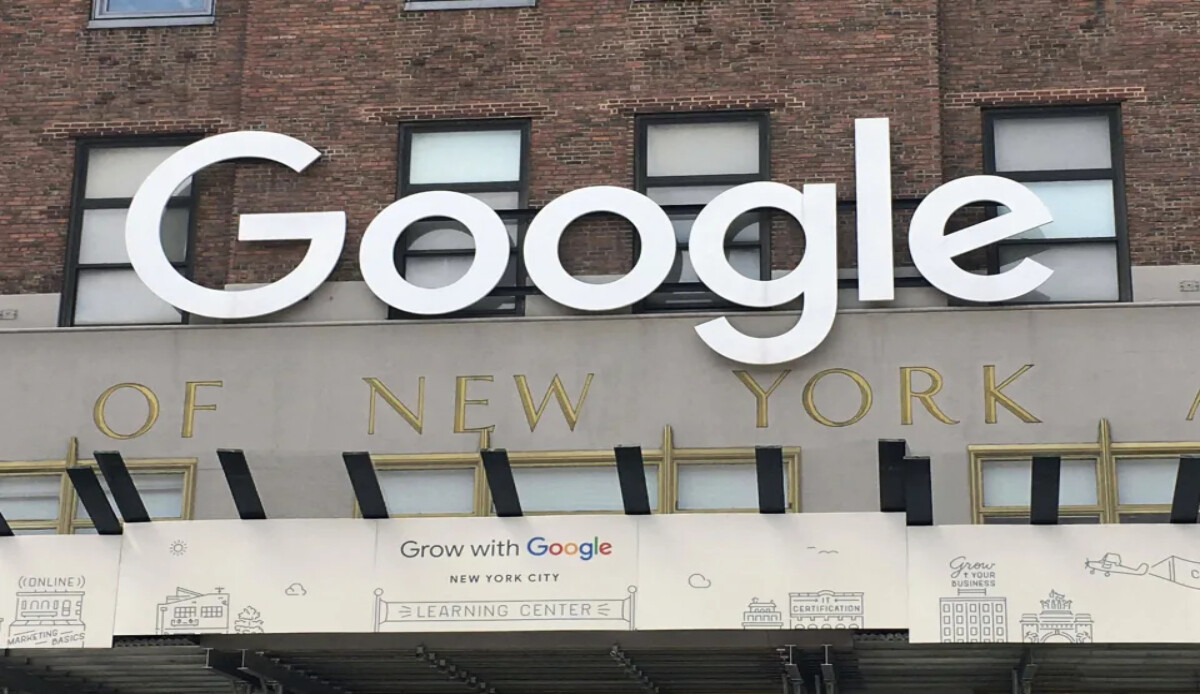 Google
OF NEW YORK
Grow with Google
NEW YORK CITY
LEARNING CENTER
((ONLINE))
MARKETING BASICS
IT
CERTIFICATION
Grow
YOUR
BUSINESS